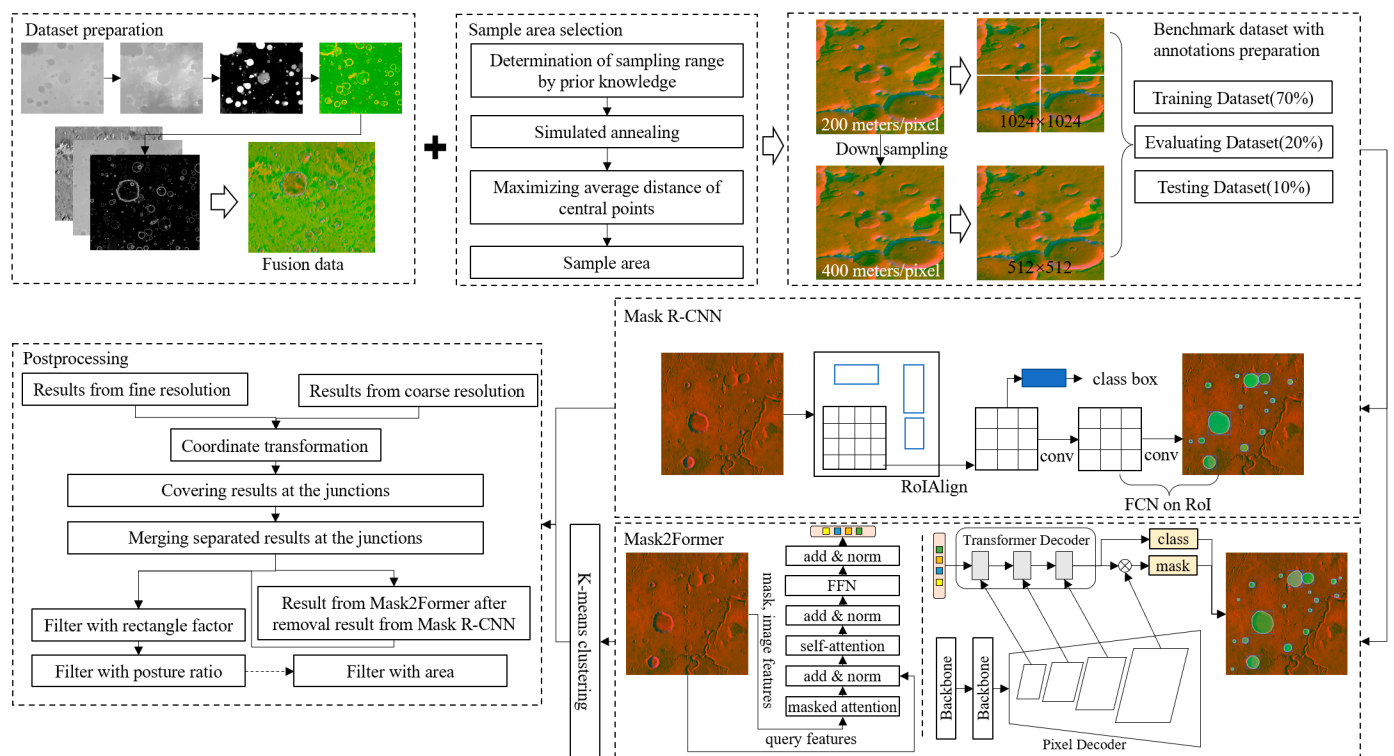 Dataset preparation
Fusion data
Sample area selection
Determination of sampling range
by prior knowledge
Simulated annealing
Maximizing average distance of
central points
Sample area
200 meters/pixel
1024×1024
Down sampling
400 meters/pixel
512×512
Benchmark dataset with
annotations preparation
Training Dataset(70%)
Evaluating Dataset(20%)
Testing Dataset(10%)
Mask R-CNN
RoIAlign
class box
conv
conv
FCN on RoI
Mask2Former
mask, image features
query features
add & norm
FFN
add & norm
self-attention
add & norm
masked attention
Transformer Decoder
class
mask
Backbone
Backbone
Pixel Decoder
K-means clustering
Postprocessing
Results from fine resolution
Results from coarse resolution
Coordinate transformation
Covering results at the junctions
Merging separated results at the junctions
Filter with rectangle factor
Result from Mask2Former after
removal result from Mask R-CNN
Filter with posture ratio
Filter with area